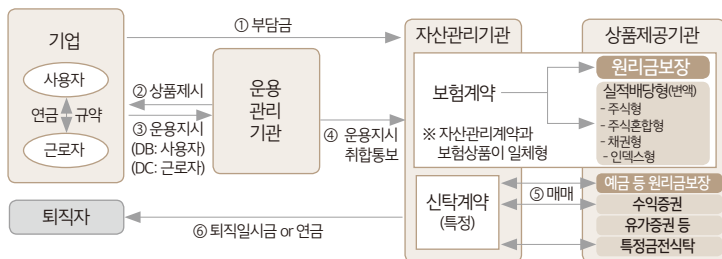 기업
사용자
연금 규약
근로자
① 부담금
② 상품제시
③ 운용지시
(DB: 사용자)
(DC: 근로자)
운용
관리
기관
④ 운용지시
취합통보
자산관리기관
보험계약
※ 자산관리계약과
보험상품이 일체형
신탁계약
(특정)
상품제공기관
원리금보장
실적배당형(변액)
- 주식형
- 주식혼합형
- 채권형
- 인덱스형
⑤ 매매
예금 등 원리금보장
수익증권
유가증권 등
특정금전식탁
퇴직자
⑥ 퇴직일시금 or 연금